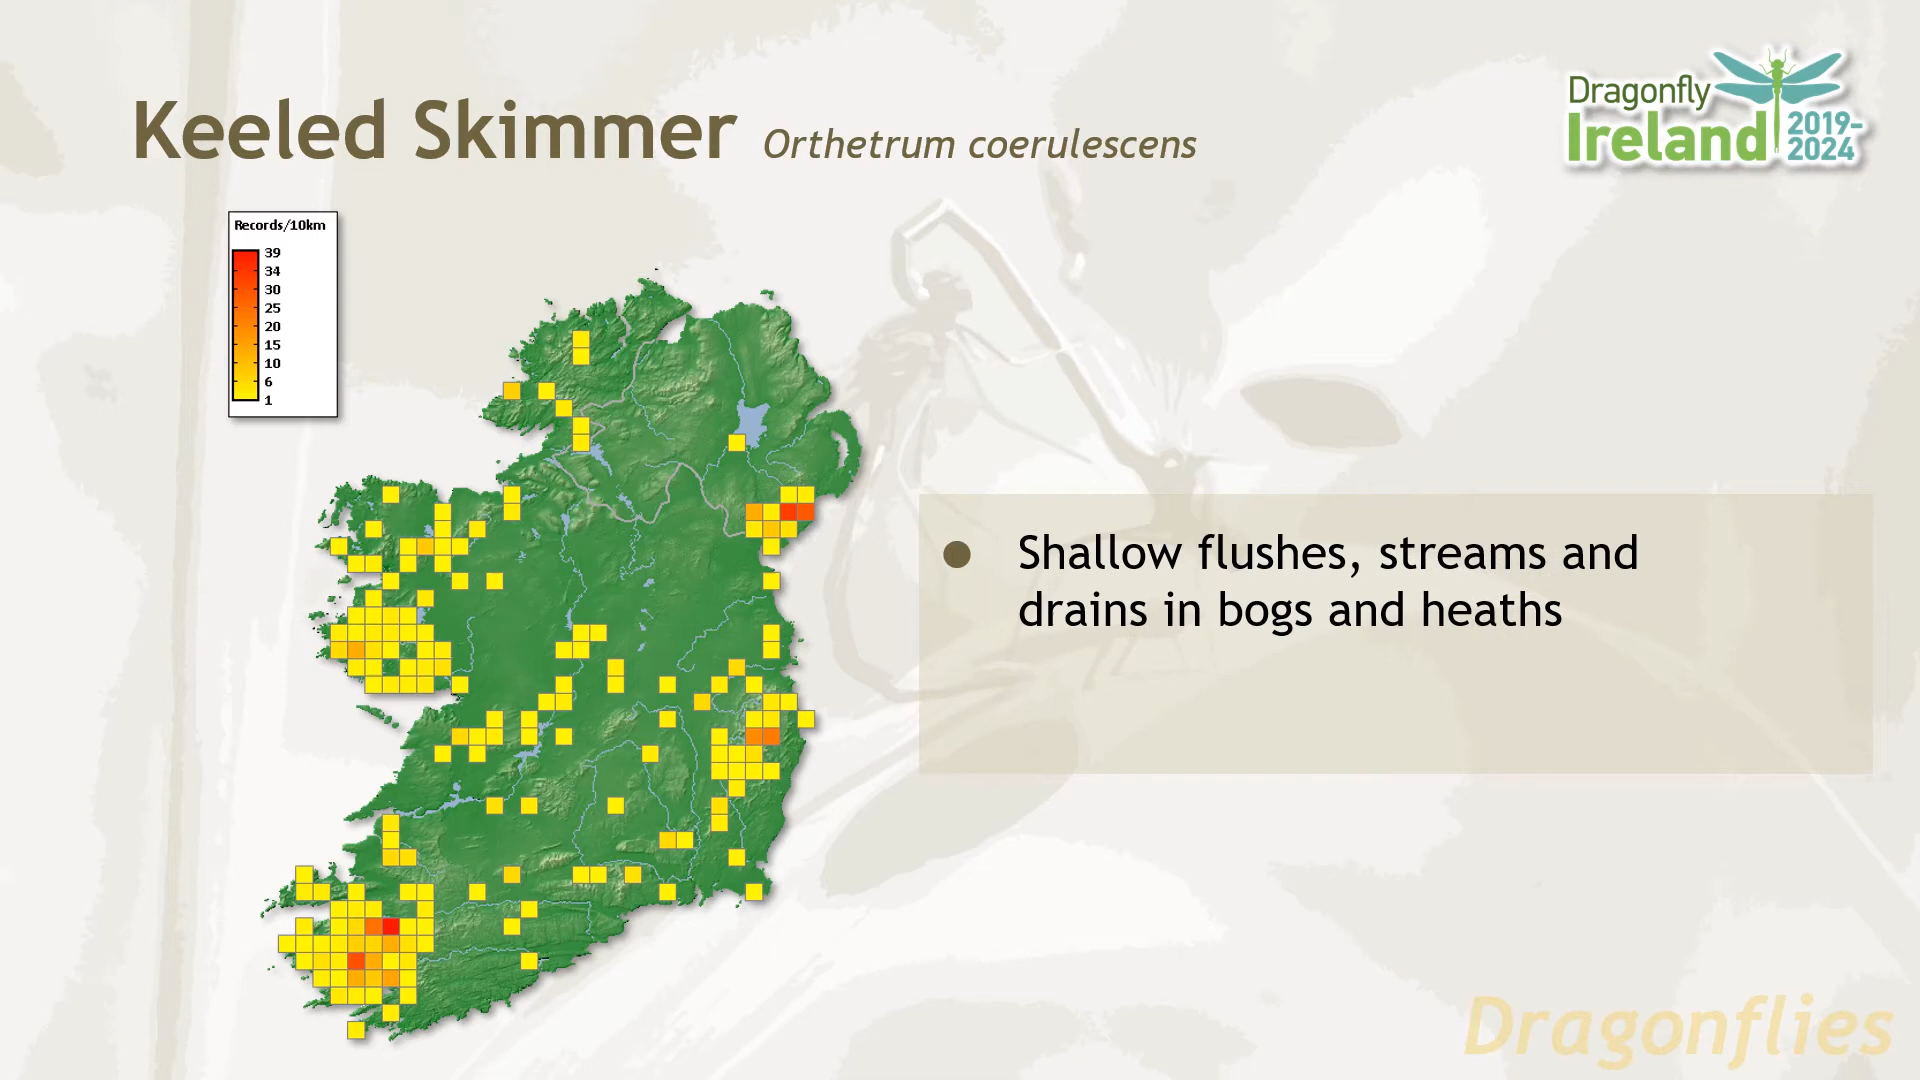 Keeled Skimmer Orthetrum coerulescens
Dragonfly
Ireland 2019-
2024
Records/10km
39
34
30
25
20
15
10
6
1
● Shallow flushes, streams and
drains in bogs and heaths
Dragonflies